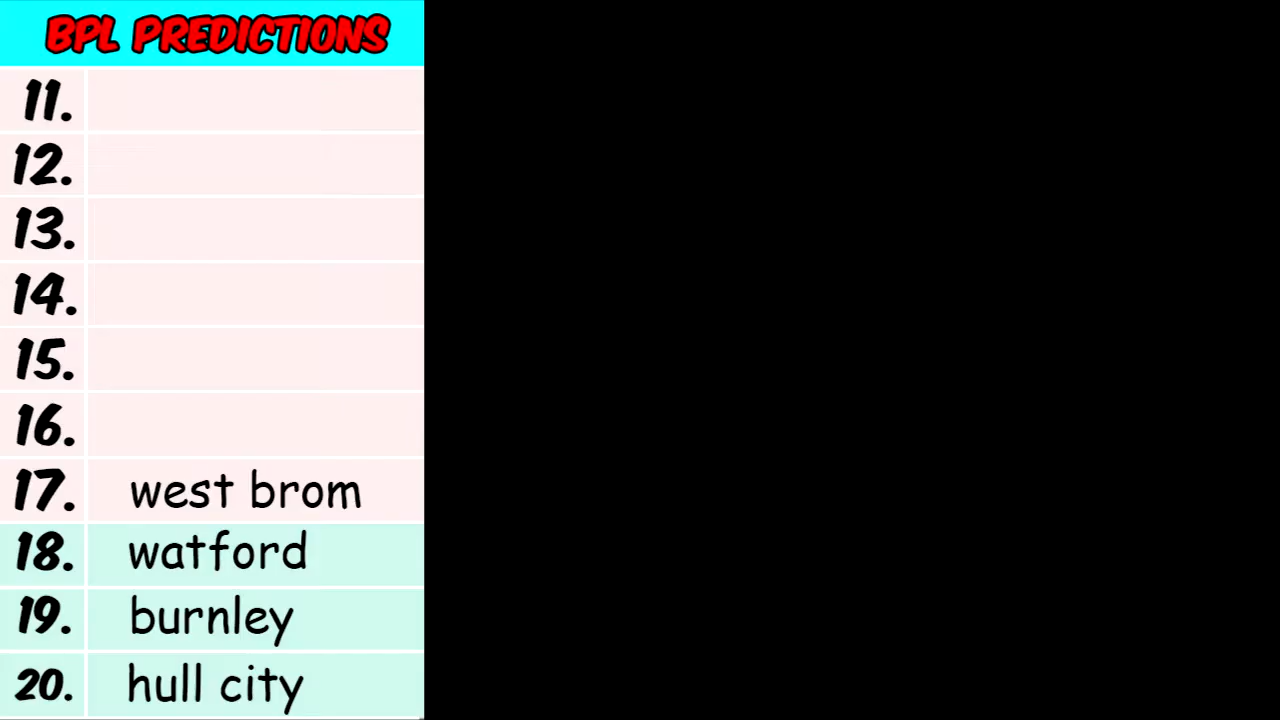 BPL PREDICTIONS
11.
12.
13.
14.
15.
16.
17. west brom
18. watford
19. burnley
20. hull city